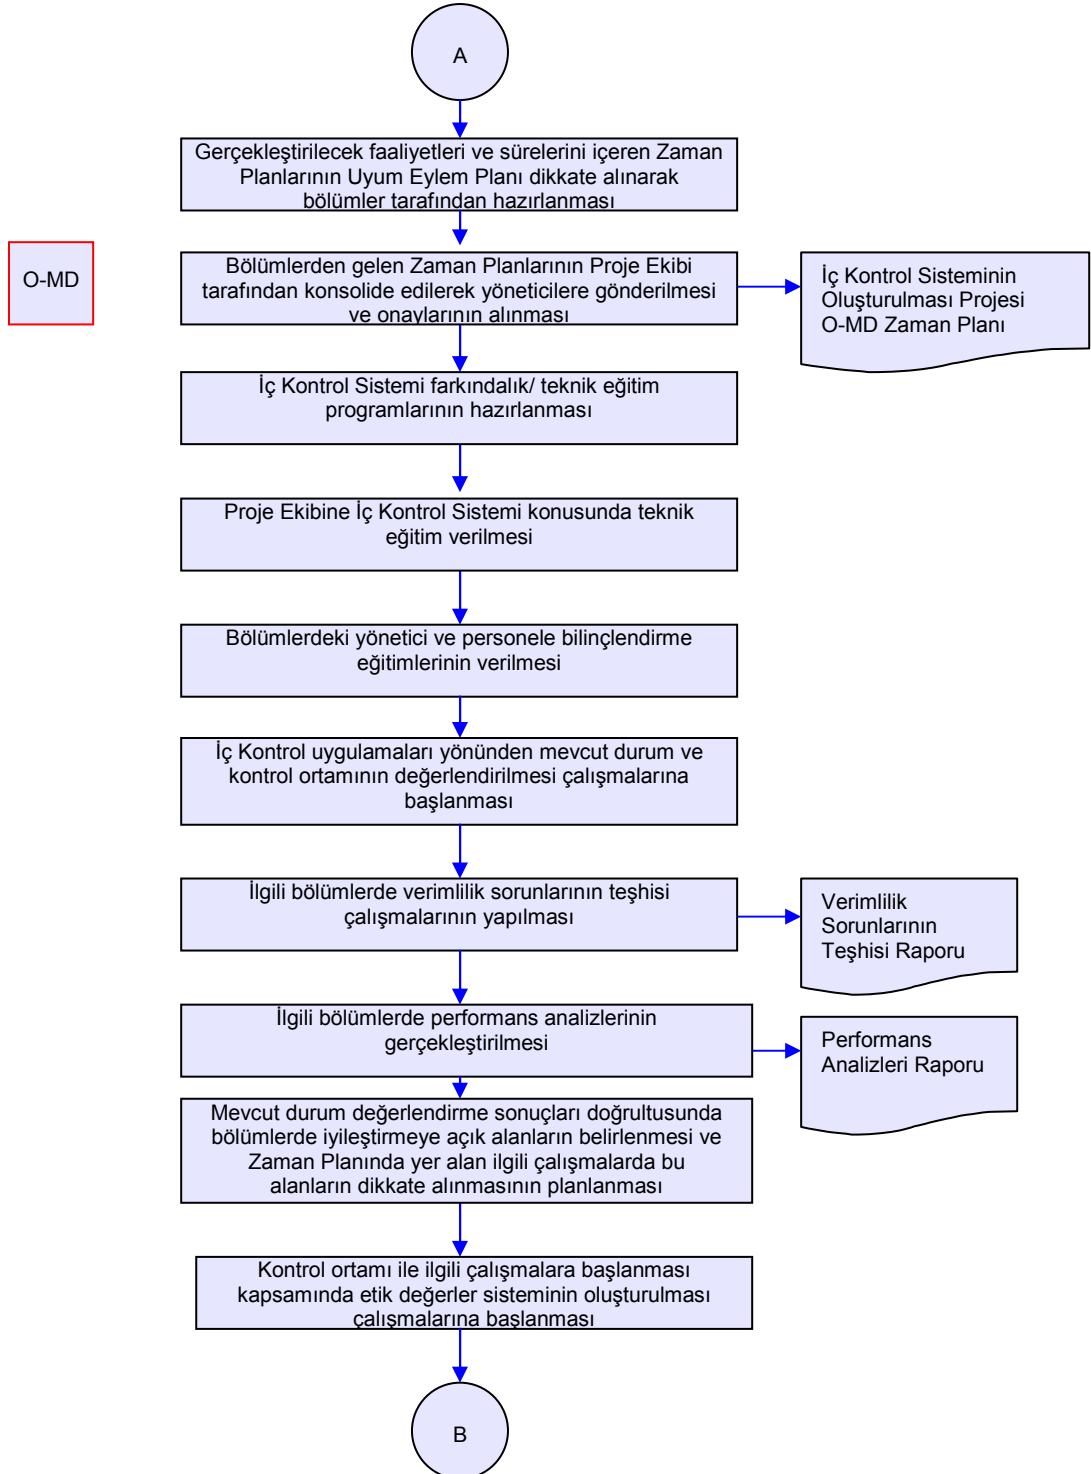 A
Gerçekleştirilecek faaliyetleri ve sürelerini içeren Zaman
Planlarının Uyum Eylem Planı dikkate alınarak
bölümler tarafından hazırlanması
O-MD
Bölümlerden gelen Zaman Planlarının Proje Ekibi
tarafından konsolide edilerek yöneticilere gönderilmesi
ve onaylarının alınması
İç Kontrol Sisteminin
Oluşturulması Projesi
O-MD Zaman Planı
İç Kontrol Sistemi farkındalık/ teknik eğitim
programlarının hazırlanması
Proje Ekibine İç Kontrol Sistemi konusunda teknik
eğitim verilmesi
Bölümlerdeki yönetici ve personele bilinçlendirme
eğitimlerinin verilmesi
İç Kontrol uygulamaları yönünden mevcut durum ve
kontrol ortamının değerlendirilmesi çalışmalarına
başlanması
İlgili bölümlerde verimlilik sorunlarının teşhisi
çalışmalarının yapılması
Verimlilik
Sorunlarının
Teşhisi Raporu
İlgili bölümlerde performans analizlerinin
gerçekleştirilmesi
Performans
Analizleri Raporu
Mevcut durum değerlendirme sonuçları doğrultusunda
bölümlerde iyileştirmeye açık alanların belirlenmesi ve
Zaman Planında yer alan ilgili çalışmalarda bu
alanların dikkate alınmasının planlanması
Kontrol ortamı ile ilgili çalışmalara başlanması
kapsamında etik değerler sisteminin oluşturulması
çalışmalarına başlanması
B